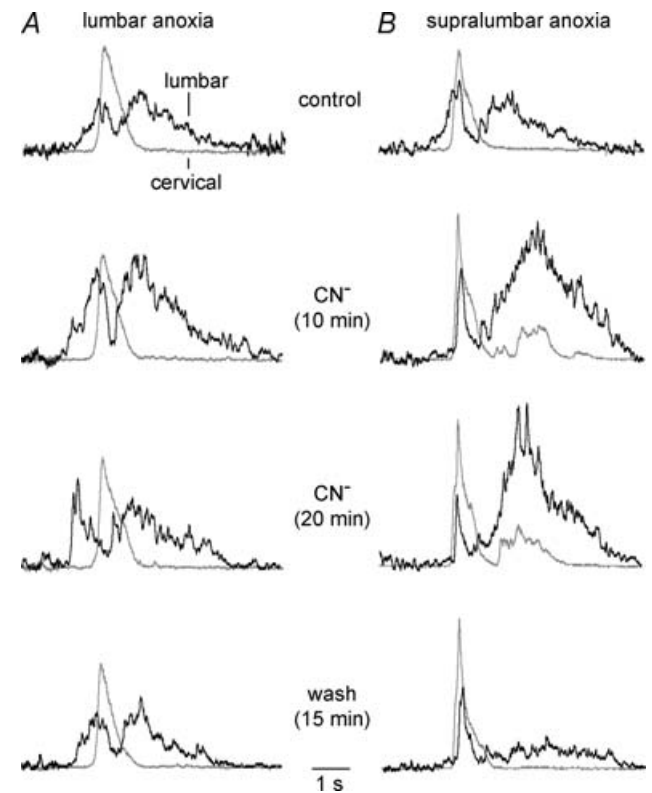 A lumbar anoxia
B supralumbar anoxia
lumbar
control
cervical
CN⁻
(10 min)
CN⁻
(20 min)
wash
(15 min)
1 s